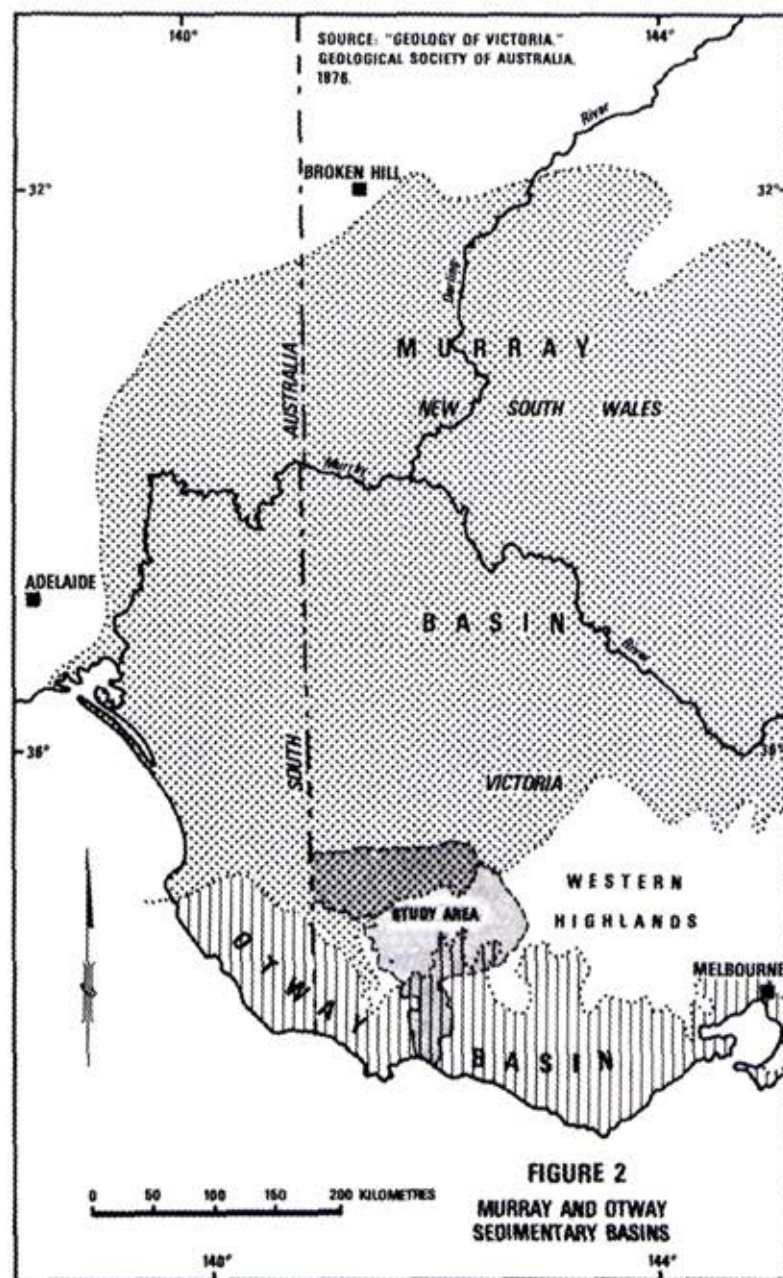 140°
144°
SOURCE: "GEOLOGY OF VICTORIA."
GEOLOGICAL SOCIETY OF AUSTRALIA.
1976.
River
BROKEN HILL
32°
32°
Darling
MURRAY
AUSTRALIA
NEW SOUTH WALES
Murray
ADELAIDE
BASIN
River
36°
36°
SOUTH
VICTORIA
WESTERN
HIGHLANDS
STUDY AREA
OTWAY
MELBOURNE
BASIN
FIGURE 2
MURRAY AND OTWAY
SEDIMENTARY BASINS
0 50 100 150 200 KILOMETRES
140°
144°